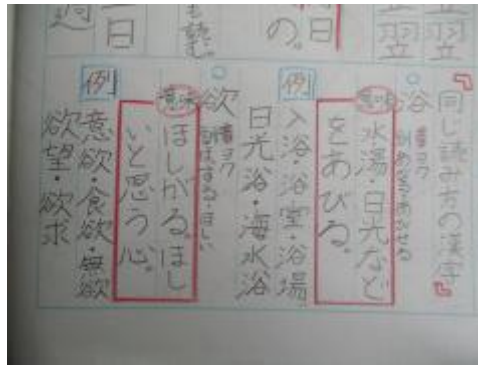 「同じ読み方の漢字」
○浴
音ヨク
訓あびる・あびせる
意味
水湯・日光など
をあびる。
例
入浴・浴室・浴場
日光浴・海水浴
○欲
音ヨク
訓ほっする・ほしい
意味
ほしがる。ほし
いと思う心。
例
意欲・食欲・無欲
欲望・欲求